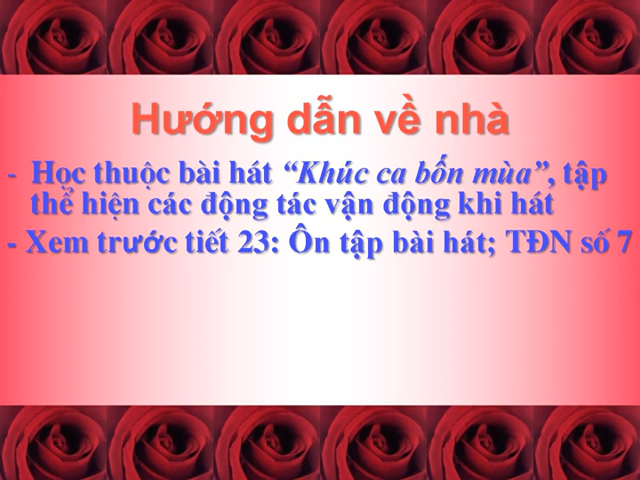 Hướng dẫn về nhà
- Học thuộc bài hát “Khúc ca bốn mùa”, tập
thể hiện các động tác vận động khi hát
- Xem trước tiết 23: Ôn tập bài hát; TĐN số 7